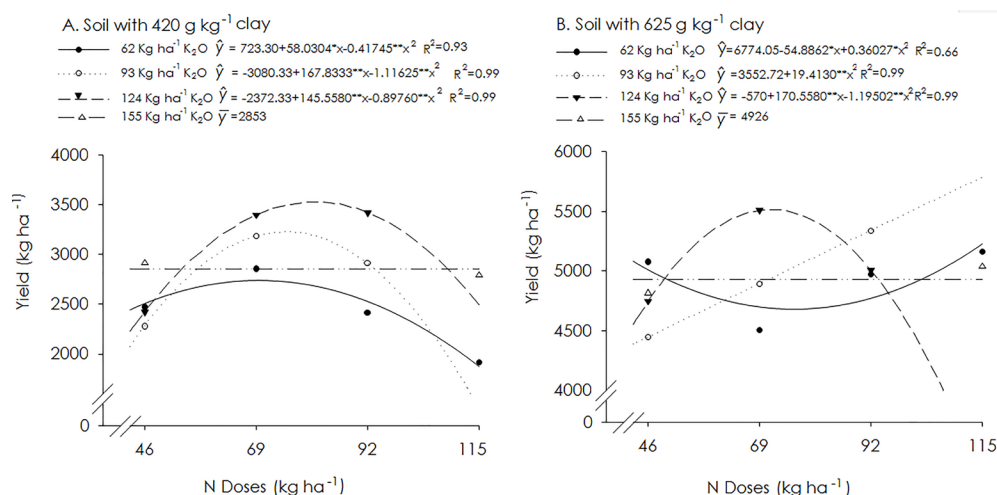 A. Soil with 420 g kg⁻¹ clay
62 Kg ha⁻¹ K₂O ŷ = 723.30+58.0304*x-0.41745**x² R²=0.93
93 Kg ha⁻¹ K₂O ŷ = -3080.33+167.8333**x-1.11625**x² R²=0.99
124 Kg ha⁻¹ K₂O ŷ = -2372.33+145.5580**x-0.89760**x² R²=0.99
155 Kg ha⁻¹ K₂O y̅ =2853
Yield (kg ha⁻¹)
4000
3500
3000
2500
2000
0
46 69 92 115
N Doses (kg ha⁻¹)
B. Soil with 625 g kg⁻¹ clay
62 Kg ha⁻¹ K₂O ŷ=6774.05-54.8862*x+0.36027*x² R²=0.66
93 Kg ha⁻¹ K₂O ŷ=3552.72+19.4130**x R²=0.99
124 Kg ha⁻¹ K₂O ŷ = -570+170.5580**x-1.19502**x² R²=0.99
155 Kg ha⁻¹ K₂O y̅ = 4926
Yield (kg ha⁻¹)
6000
5500
5000
4500
4000
0
46 69 92 115
N Doses (kg ha⁻¹)